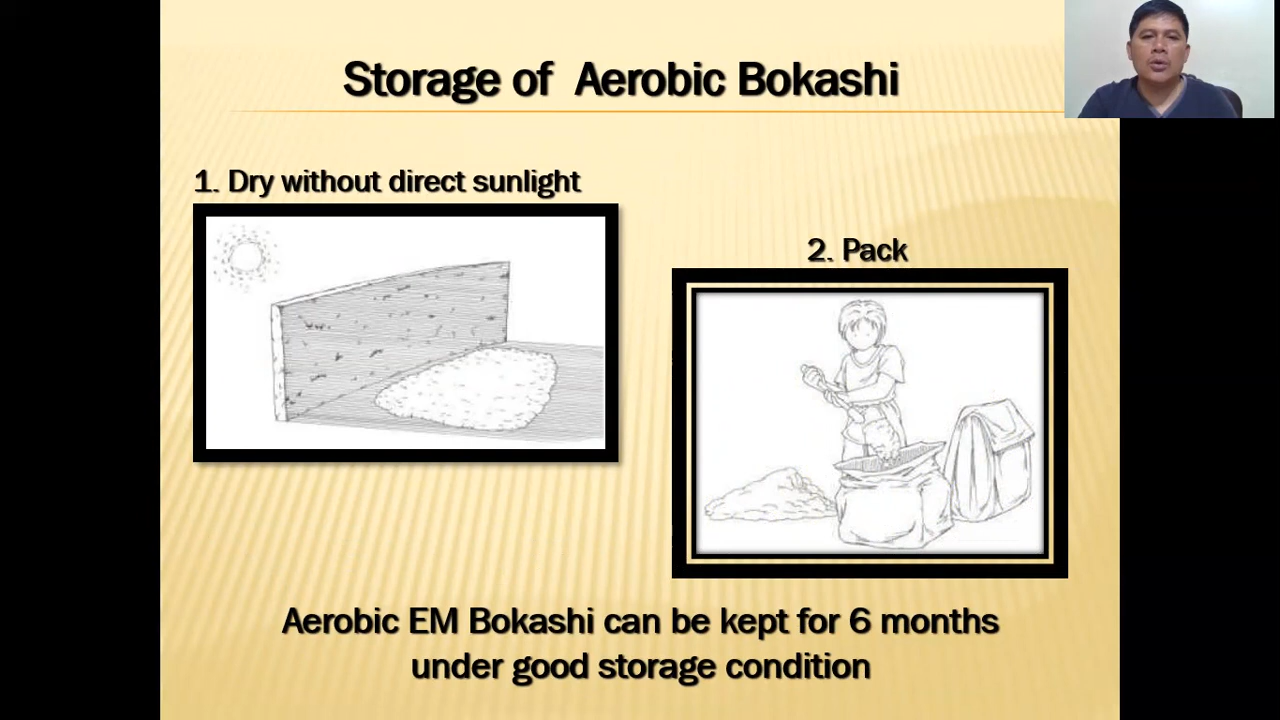 Storage of Aerobic Bokashi
1. Dry without direct sunlight
2. Pack
Aerobic EM Bokashi can be kept for 6 months
under good storage condition